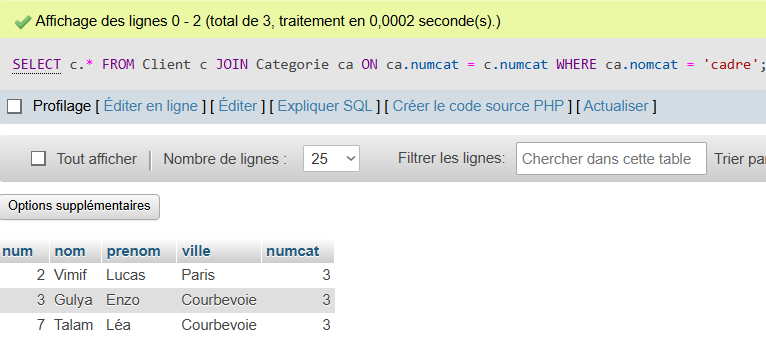 Affichage des lignes 0 - 2 (total de 3, traitement en 0,0002 seconde(s).)
SELECT c.* FROM Client c JOIN Categorie ca ON ca.numcat = c.numcat WHERE ca.nomcat = 'cadre';
Profilage [ Éditer en ligne ] [ Éditer ] [ Expliquer SQL ] [ Créer le code source PHP ] [ Actualiser ]
Tout afficher Nombre de lignes : 25 Filtrer les lignes: Chercher dans cette table Trier pa
Options supplémentaires
num nom prenom ville numcat
2 Vimif Lucas Paris 3
3 Gulya Enzo Courbevoie 3
7 Talam Léa Courbevoie 3